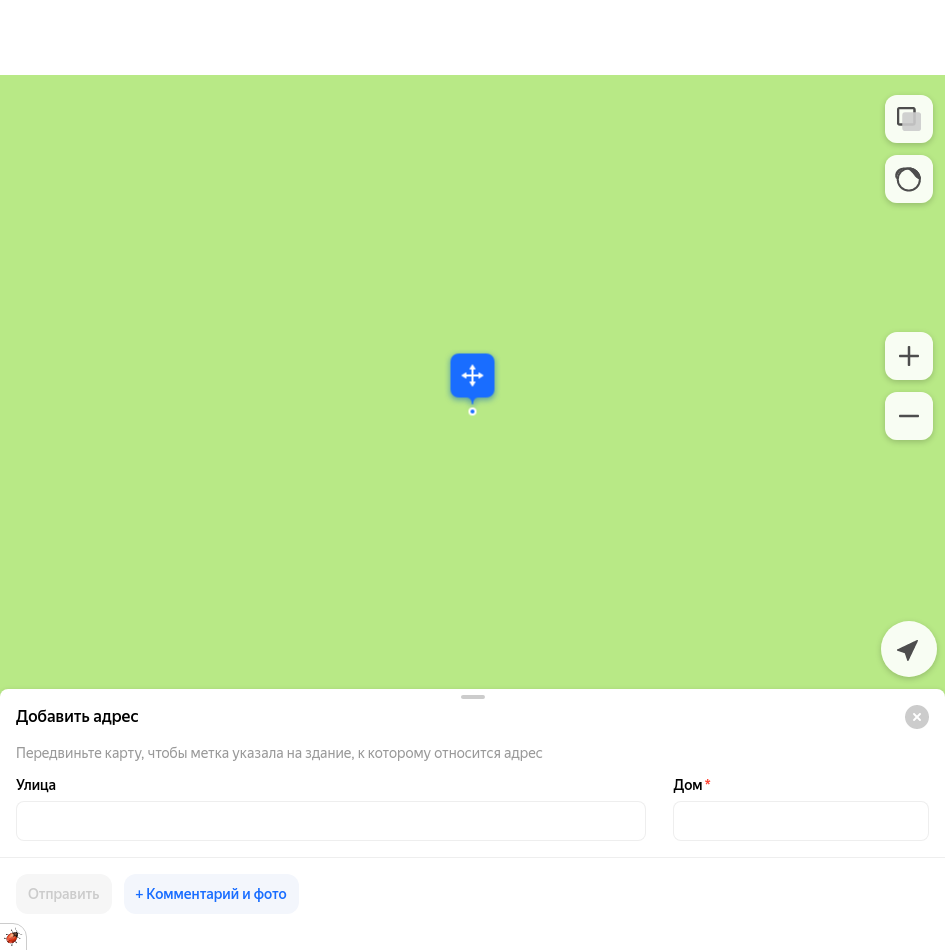 Добавить адрес
Передвиньте карту, чтобы метка указала на здание, к которому относится адрес
Улица
Дом *
Отправить
+ Комментарий и фото